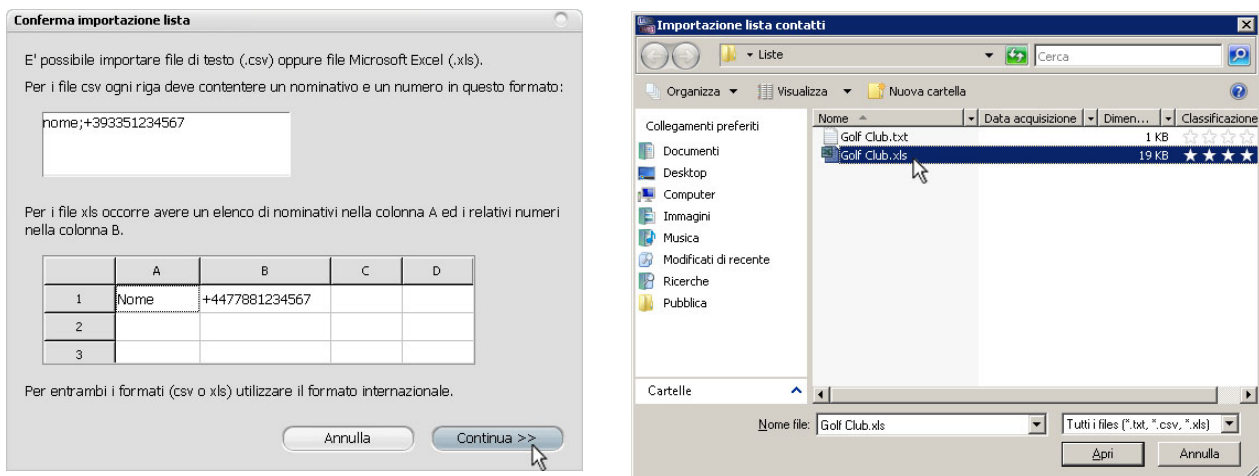 Conferma importazione lista
E' possibile importare file di testo (.csv) oppure file Microsoft Excel (.xls).
Per i file csv ogni riga deve contentere un nominativo e un numero in questo formato:
nome;+393351234567
Per i file xls occorre avere un elenco di nominativi nella colonna A ed i relativi numeri
nella colonna B.
A B C D
1 Nome +4477881234567
2
3
Per entrambi i formati (csv o xls) utilizzare il formato internazionale.
Annulla Continua >>
Importazione lista contatti
Liste Cerca
Organizza Visualizza Nuova cartella
Collegamenti preferiti
Documenti
Desktop
Computer
Immagini
Musica
Modificati di recente
Ricerche
Pubblica
Cartelle
Nome Data acquisizione Dimen... Classificazione
Golf Club.txt 1 KB
Golf Club.xls 19 KB
Nome file: Golf Club.xls Tutti i files (*.txt, *.csv, *.xls)
Apri Annulla